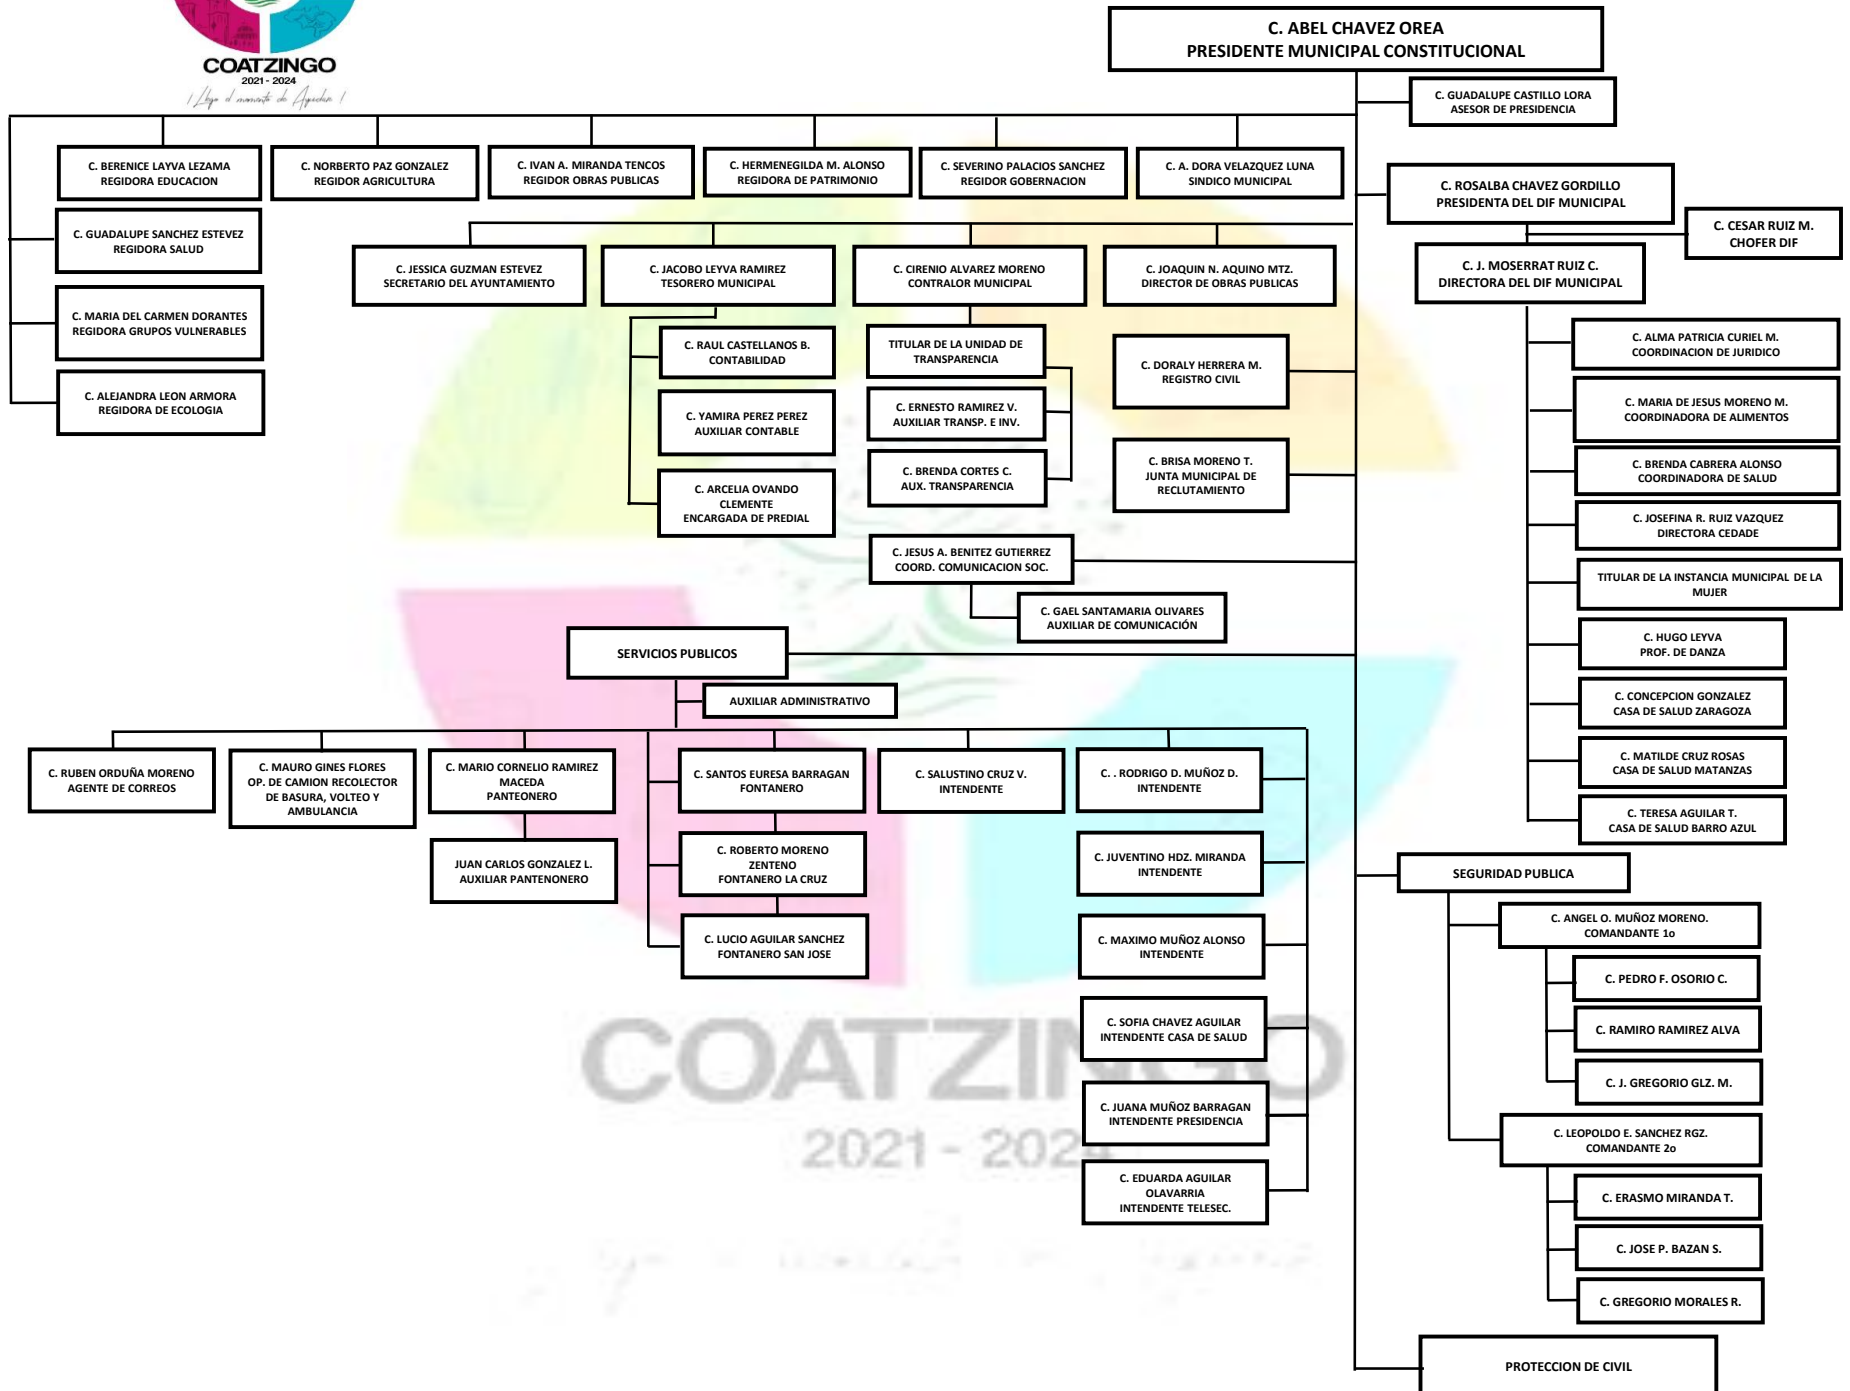 COATZINGO
2021 - 2024
¡Llego el momento de Ayudar!
C. ABEL CHAVEZ OREA
PRESIDENTE MUNICIPAL CONSTITUCIONAL
C. GUADALUPE CASTILLO LORA
ASESOR DE PRESIDENCIA
C. BERENICE LAYVA LEZAMA
REGIDORA EDUCACION
C. NORBERTO PAZ GONZALEZ
REGIDOR AGRICULTURA
C. IVAN A. MIRANDA TENCOS
REGIDOR OBRAS PUBLICAS
C. HERMENEGILDA M. ALONSO
REGIDORA DE PATRIMONIO
C. SEVERINO PALACIOS SANCHEZ
REGIDOR GOBERNACION
C. A. DORA VELAZQUEZ LUNA
SINDICO MUNICIPAL
C. GUADALUPE SANCHEZ ESTEVEZ
REGIDORA SALUD
C. MARIA DEL CARMEN DORANTES
REGIDORA GRUPOS VULNERABLES
C. ALEJANDRA LEON ARMORA
REGIDORA DE ECOLOGIA
C. ROSALBA CHAVEZ GORDILLO
PRESIDENTA DEL DIF MUNICIPAL
C. CESAR RUIZ M.
CHOFER DIF
C. J. MOSERRAT RUIZ C.
DIRECTORA DEL DIF MUNICIPAL
C. JESSICA GUZMAN ESTEVEZ
SECRETARIO DEL AYUNTAMIENTO
C. JACOBO LEYVA RAMIREZ
TESORERO MUNICIPAL
C. CIRENIO ALVAREZ MORENO
CONTRALOR MUNICIPAL
C. JOAQUIN N. AQUINO MTZ.
DIRECTOR DE OBRAS PUBLICAS
C. RAUL CASTELLANOS B.
CONTABILIDAD
C. YAMIRA PEREZ PEREZ
AUXILIAR CONTABLE
C. ARCELIA OVANDO
CLEMENTE
ENCARGADA DE PREDIAL
TITULAR DE LA UNIDAD DE
TRANSPARENCIA
C. ERNESTO RAMIREZ V.
AUXILIAR TRANSP. E INV.
C. BRENDA CORTES C.
AUX. TRANSPARENCIA
C. DORALY HERRERA M.
REGISTRO CIVIL
C. BRISA MORENO T.
JUNTA MUNICIPAL DE
RECLUTAMIENTO
C. JESUS A. BENITEZ GUTIERREZ
COORD. COMUNICACION SOC.
C. GAEL SANTAMARIA OLIVARES
AUXILIAR DE COMUNICACIÓN
C. ALMA PATRICIA CURIEL M.
COORDINACION DE JURIDICO
C. MARIA DE JESUS MORENO M.
COORDINADORA DE ALIMENTOS
C. BRENDA CABRERA ALONSO
COORDINADORA DE SALUD
C. JOSEFINA R. RUIZ VAZQUEZ
DIRECTORA CEDADE
TITULAR DE LA INSTANCIA MUNICIPAL DE LA
MUJER
C. HUGO LEYVA
PROF. DE DANZA
C. CONCEPCION GONZALEZ
CASA DE SALUD ZARAGOZA
C. MATILDE CRUZ ROSAS
CASA DE SALUD MATANZAS
C. TERESA AGUILAR T.
CASA DE SALUD BARRO AZUL
SERVICIOS PUBLICOS
AUXILIAR ADMINISTRATIVO
C. RUBEN ORDUÑA MORENO
AGENTE DE CORREOS
C. MAURO GINES FLORES
OP. DE CAMION RECOLECTOR
DE BASURA, VOLTEO Y
AMBULANCIA
C. MARIO CORNELIO RAMIREZ
MACEDA
PANTEONERO
JUAN CARLOS GONZALEZ L.
AUXILIAR PANTENONERO
C. SANTOS EURESA BARRAGAN
FONTANERO
C. ROBERTO MORENO
ZENTENO
FONTANERO LA CRUZ
C. LUCIO AGUILAR SANCHEZ
FONTANERO SAN JOSE
C. SALUSTINO CRUZ V.
INTENDENTE
C. . RODRIGO D. MUÑOZ D.
INTENDENTE
C. JUVENTINO HDZ. MIRANDA
INTENDENTE
C. MAXIMO MUÑOZ ALONSO
INTENDENTE
C. SOFIA CHAVEZ AGUILAR
INTENDENTE CASA DE SALUD
C. JUANA MUÑOZ BARRAGAN
INTENDENTE PRESIDENCIA
C. EDUARDA AGUILAR
OLAVARRIA
INTENDENTE TELESEC.
SEGURIDAD PUBLICA
C. ANGEL O. MUÑOZ MORENO.
COMANDANTE 1o
C. PEDRO F. OSORIO C.
C. RAMIRO RAMIREZ ALVA
C. J. GREGORIO GLZ. M.
C. LEOPOLDO E. SANCHEZ RGZ.
COMANDANTE 2o
C. ERASMO MIRANDA T.
C. JOSE P. BAZAN S.
C. GREGORIO MORALES R.
PROTECCION DE CIVIL
COATZINGO
2021 - 2024